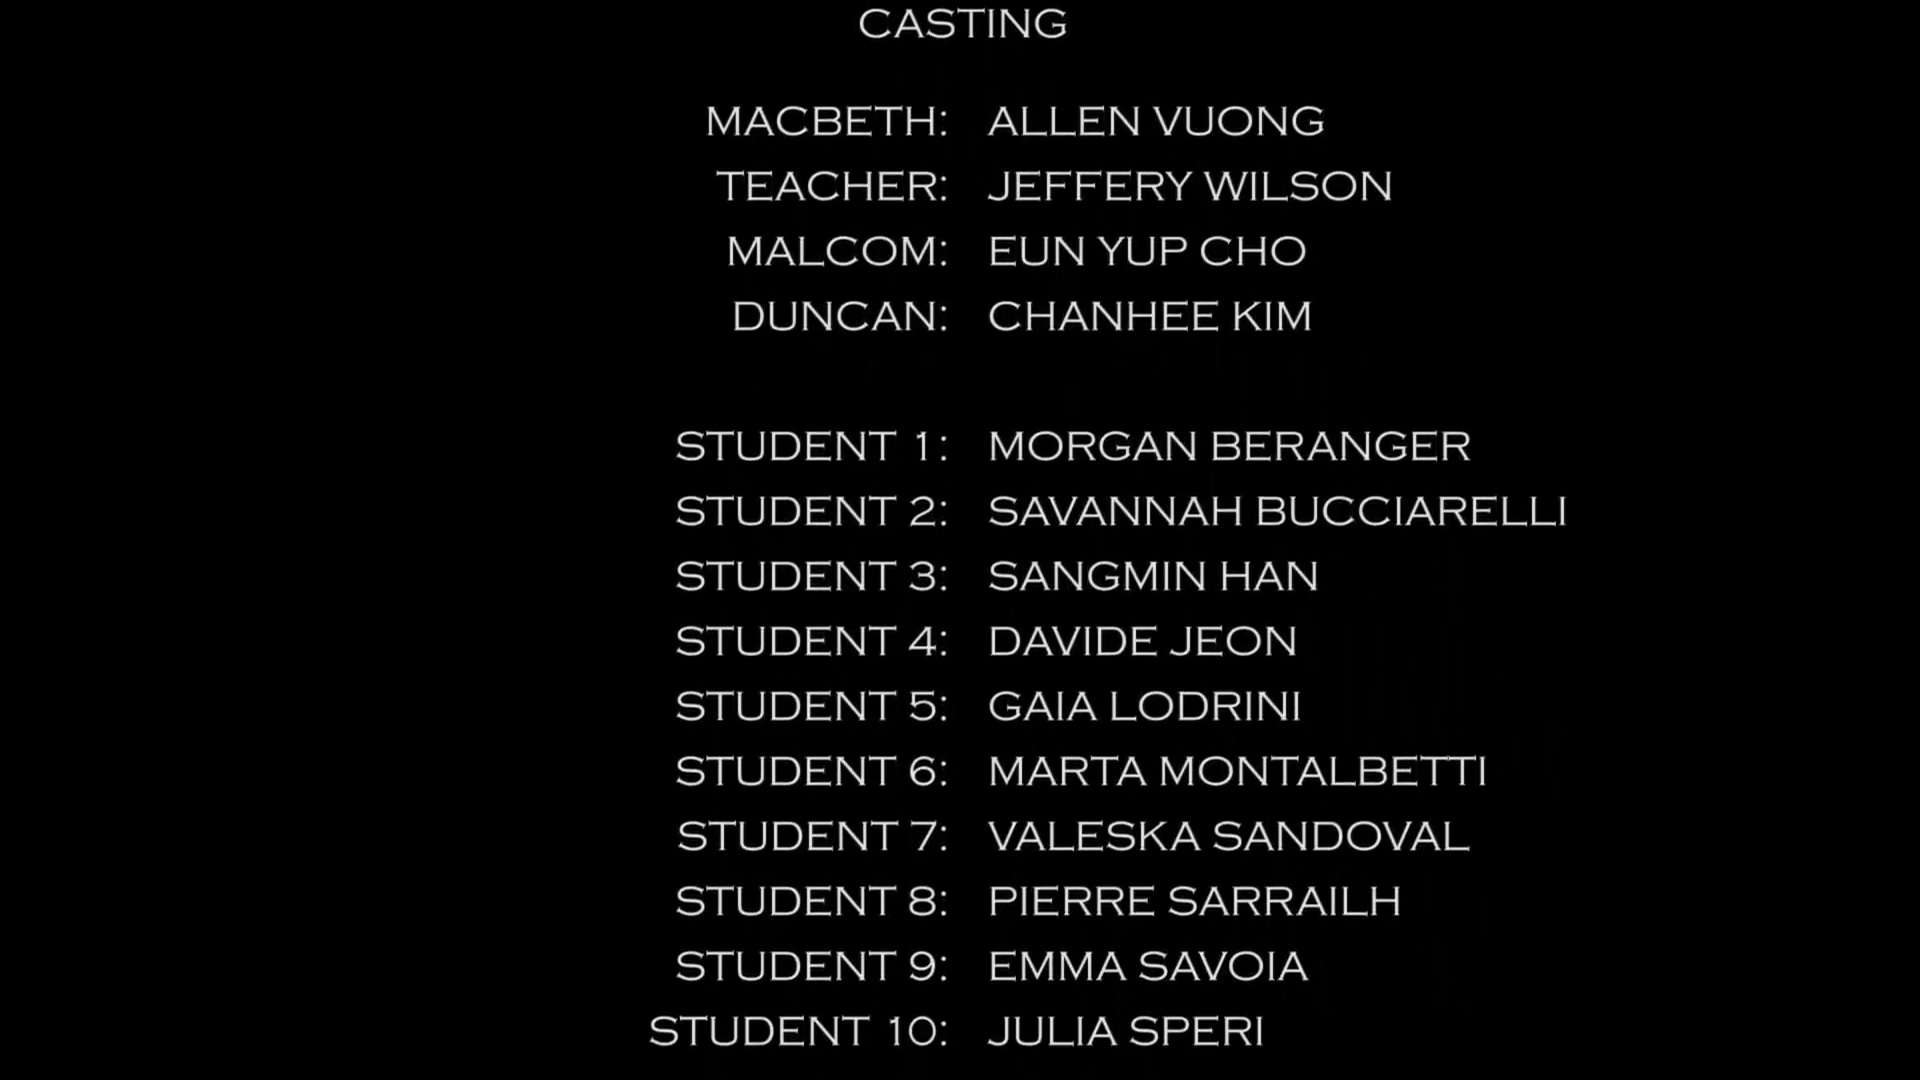 CASTING
MACBETH: ALLEN VUONG
TEACHER: JEFFERY WILSON
MALCOM: EUN YUP CHO
DUNCAN: CHANHEE KIM
STUDENT 1: MORGAN BERANGER
STUDENT 2: SAVANNAH BUCCIARELLI
STUDENT 3: SANGMIN HAN
STUDENT 4: DAVIDE JEON
STUDENT 5: GAIA LODRINI
STUDENT 6: MARTA MONTALBETTI
STUDENT 7: VALESKA SANDOVAL
STUDENT 8: PIERRE SARRAILH
STUDENT 9: EMMA SAVOIA
STUDENT 10: JULIA SPERI